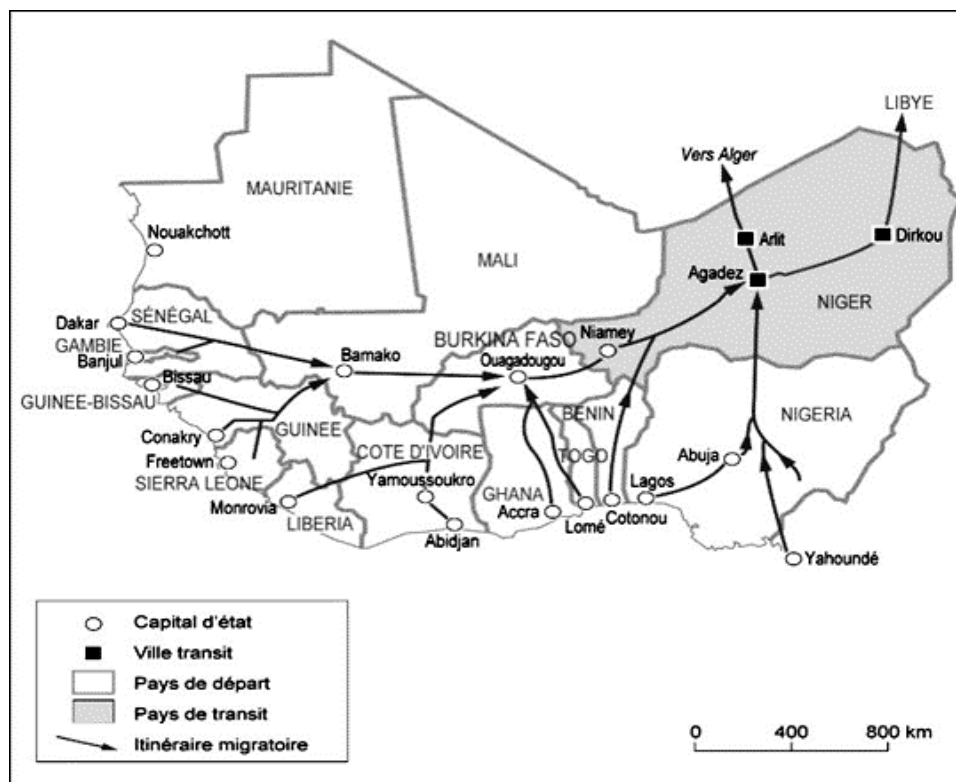 LIBYE
Vers Alger
MAURITANIE
Nouakchott
Arlit
Dirkou
MALI
Agadez
NIGER
SÉNÉGAL
Dakar
BURKINA FASO
Niamey
GAMBIE
Banjul
Bamako
Ouagadougou
Bissau
GUINEE-BISSAU
BENIN
NIGERIA
GUINEE
Conakry
COTE D'IVOIRE
TOGO
Abuja
Freetown
SIERRA LEONE
Yamoussoukro
Lagos
GHANA
Monrovia
LIBERIA
Accra
Lomé
Cotonou
Abidjan
Yahoundé
Capital d'état
Ville transit
Pays de départ
Pays de transit
Itinéraire migratoire
0 400 800 km